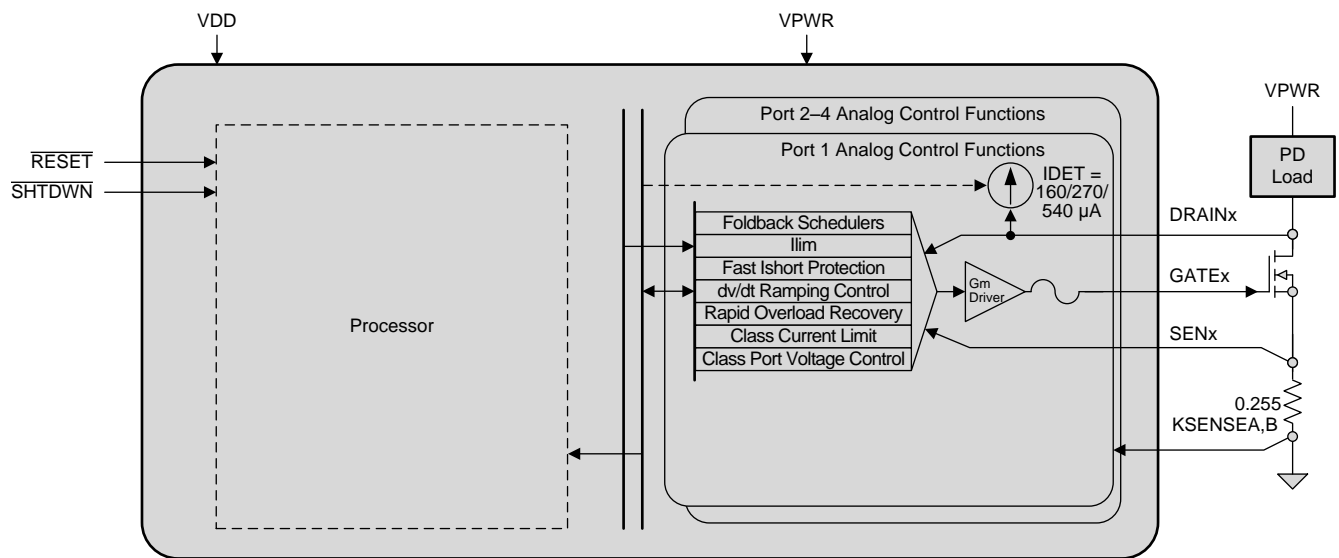 VDD
VPWR
VPWR
Port 2–4 Analog Control Functions
Port 1 Analog Control Functions
RESET
SHTDWN
PD
Load
IDET =
160/270/
540 µA
DRAINx
Foldback Schedulers
Ilim
Fast Ishort Protection
dv/dt Ramping Control
Rapid Overload Recovery
Class Current Limit
Class Port Voltage Control
Gm
Driver
GATEx
Processor
SENx
0.255
KSENSEA,B